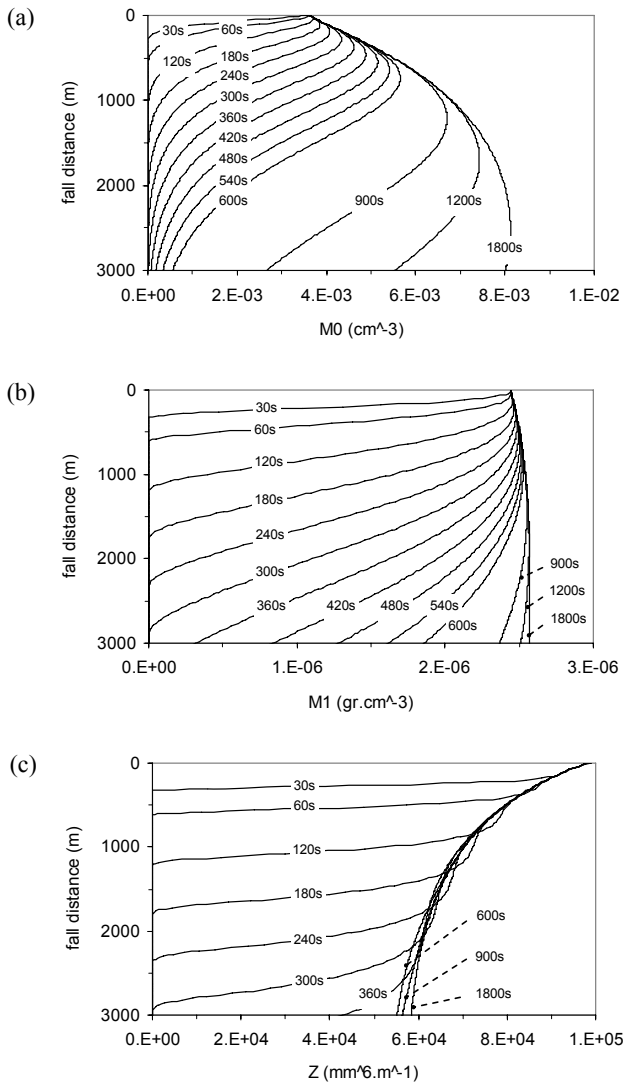 (a)
0
1000
2000
3000
fall distance (m)
30s
60s
120s
180s
240s
300s
360s
420s
480s
540s
600s
900s
1200s
1800s
0.E+00 2.E-03 4.E-03 6.E-03 8.E-03 1.E-02
M0 (cm^-3)
(b)
0
1000
2000
3000
fall distance (m)
30s
60s
120s
180s
240s
300s
360s 420s 480s 540s
600s
900s
1200s
1800s
0.E+00 1.E-06 2.E-06 3.E-06
M1 (gr.cm^-3)
(c)
0
1000
2000
3000
fall distance (m)
30s
60s
120s
180s
240s
300s
360s
600s
900s
1800s
0.E+00 2.E+04 4.E+04 6.E+04 8.E+04 1.E+05
Z (mm^6.m^-1)